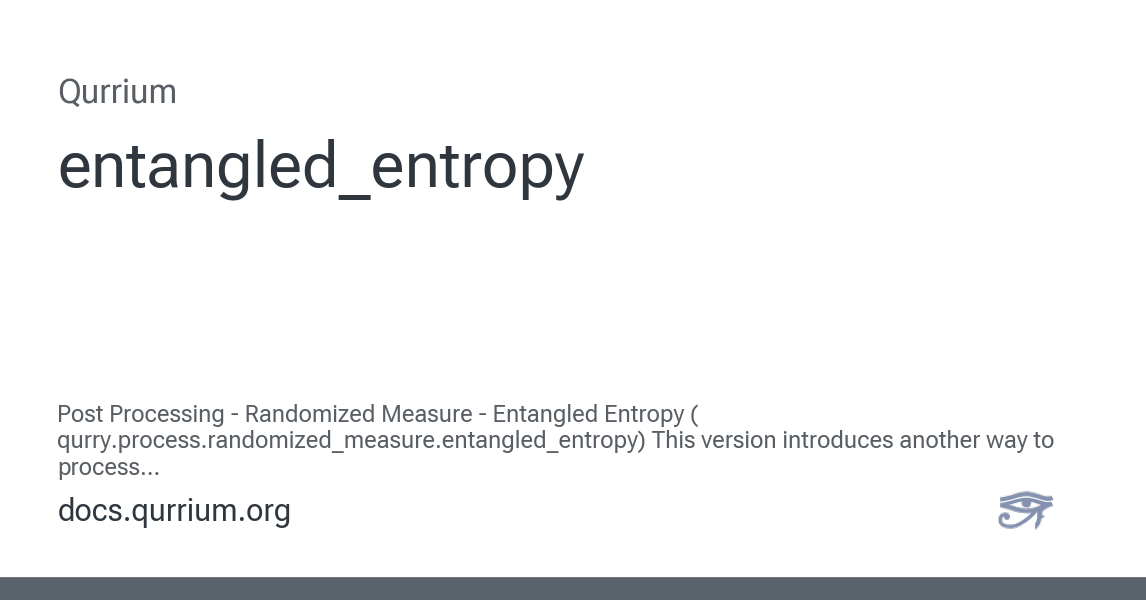 Qurrium
entangled_entropy
Post Processing - Randomized Measure - Entangled Entropy (
qurry.process.randomized_measure.entangled_entropy) This version introduces another way to
process...
docs.qurrium.org